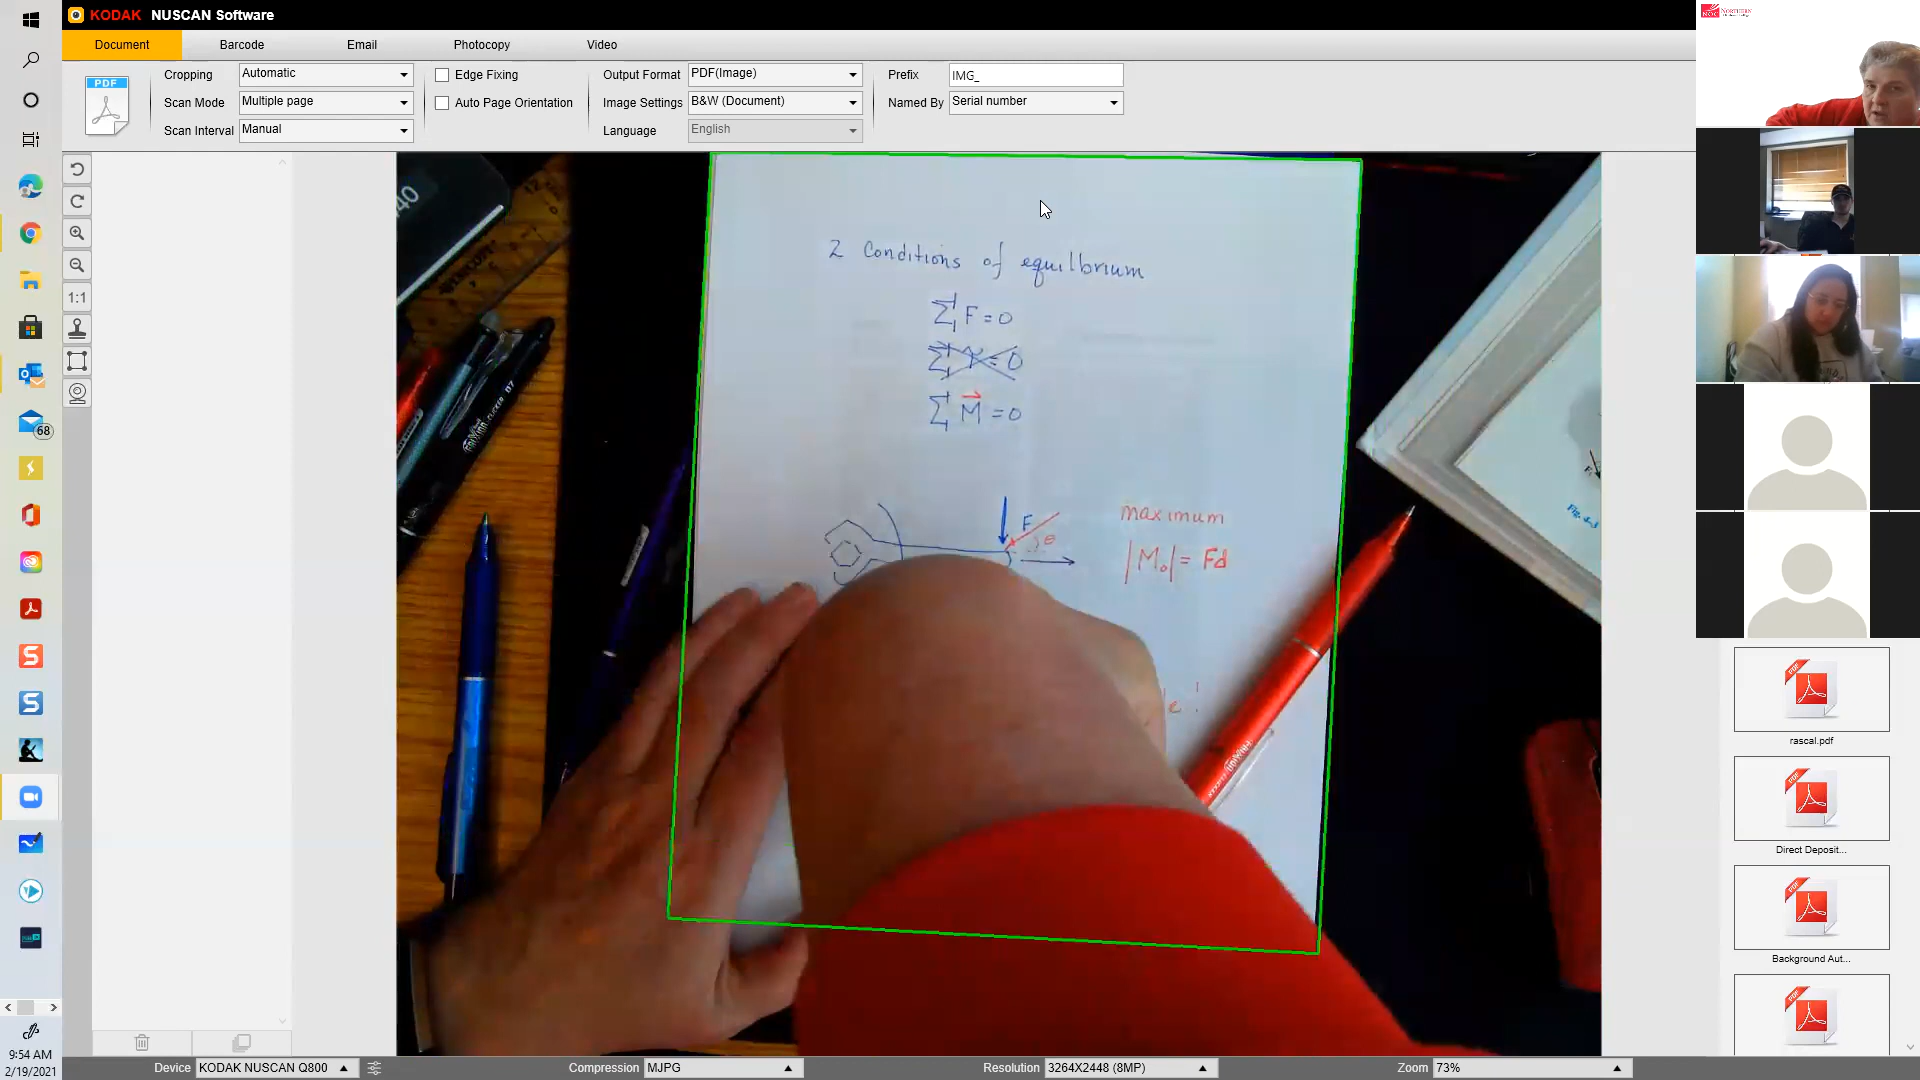 KODAK NUSCAN Software
Document Barcode Email Photocopy Video
PDF
Cropping Automatic
Scan Mode Multiple page
Scan Interval Manual
Edge Fixing
Auto Page Orientation
Output Format PDF(Image)
Image Settings B&W (Document)
Language English
Prefix IMG_
Named By Serial number
1:1
2 Conditions of equilbrium
∑F = 0
∑M = 0
F
θ
maximum
|M₀| = Fd
e!
rascal.pdf
Direct Deposit...
Background Aut...
68
9:54 AM
2/19/2021
Device KODAK NUSCAN Q800
Compression MJPG
Resolution 3264X2448 (8MP)
Zoom 73%